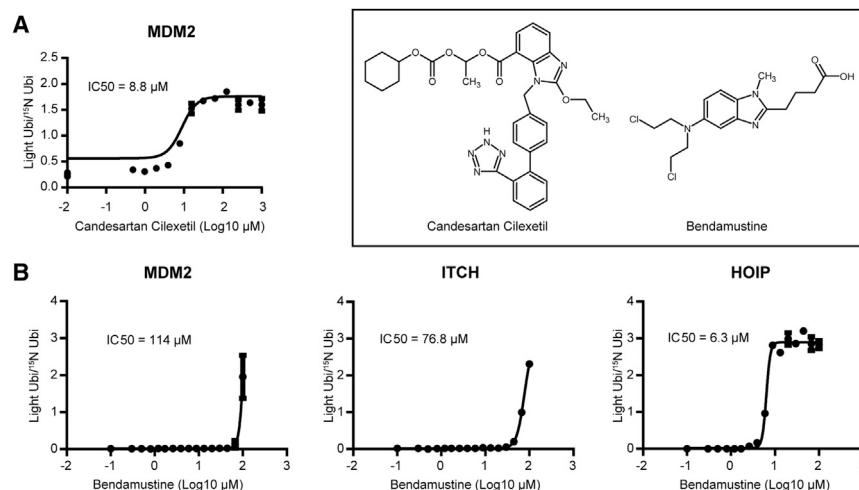 A
MDM2
Light Ubi/15N Ubi
2.5
2.0
1.5
1.0
0.5
0.0
IC50 = 8.8 µM
-2
-1
0
1
2
3
Candesartan Cilexetil (Log10 µM)
O
O
O
O
CH3
O
O
N
N
O
CH3
H
N
N
N
N
Candesartan Cilexetil
O
OH
CH3
N
N
N
Cl
Cl
Bendamustine
B
MDM2
Light Ubi/15N Ubi
4
3
2
1
0
IC50 = 114 µM
-2
-1
0
1
2
3
Bendamustine (Log10 µM)
ITCH
Light Ubi/15N Ubi
4
3
2
1
0
IC50 = 76.8 µM
-2
-1
0
1
2
3
Bendamustine (Log10 µM)
HOIP
Light Ubi/15N Ubi
4
3
2
1
0
IC50 = 6.3 µM
-2
-1
0
1
2
3
Bendamustine (Log10 µM)